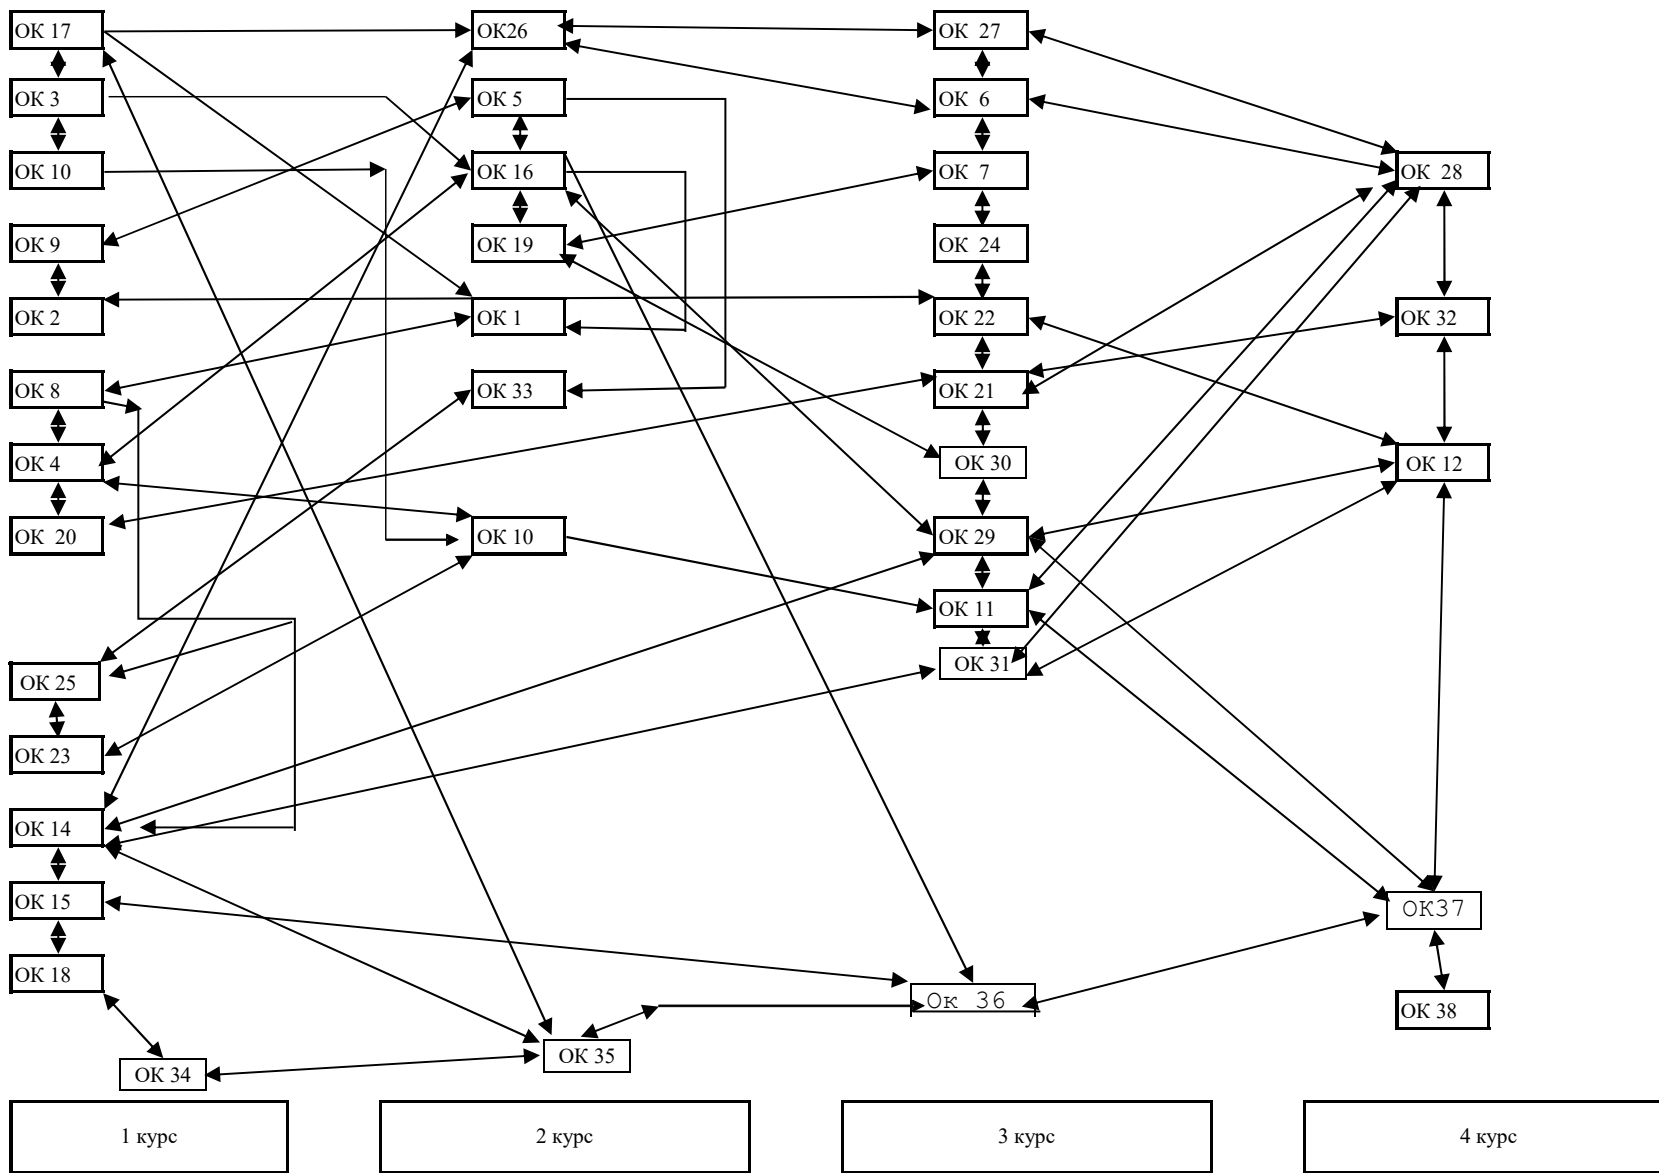 ОК 17
ОК26
ОК  27
ОК 3
ОК 5
ОК  6
ОК 10
ОК 16
ОК  7
ОК  28
ОК 9
ОК 19
ОК  24
ОК 2
ОК 1
ОК 22
ОК 32
ОК 8
ОК 33
ОК 21
ОК 4
ОК 30
ОК 12
ОК  20
ОК 10
ОК 29
ОК 11
ОК 31
ОК 25
ОК 23
ОК 14
ОК 15
ОК37
ОК 18
Ок 36
ОК 38
ОК 35
ОК 34
1 курс
2 курс
3 курс
4 курс